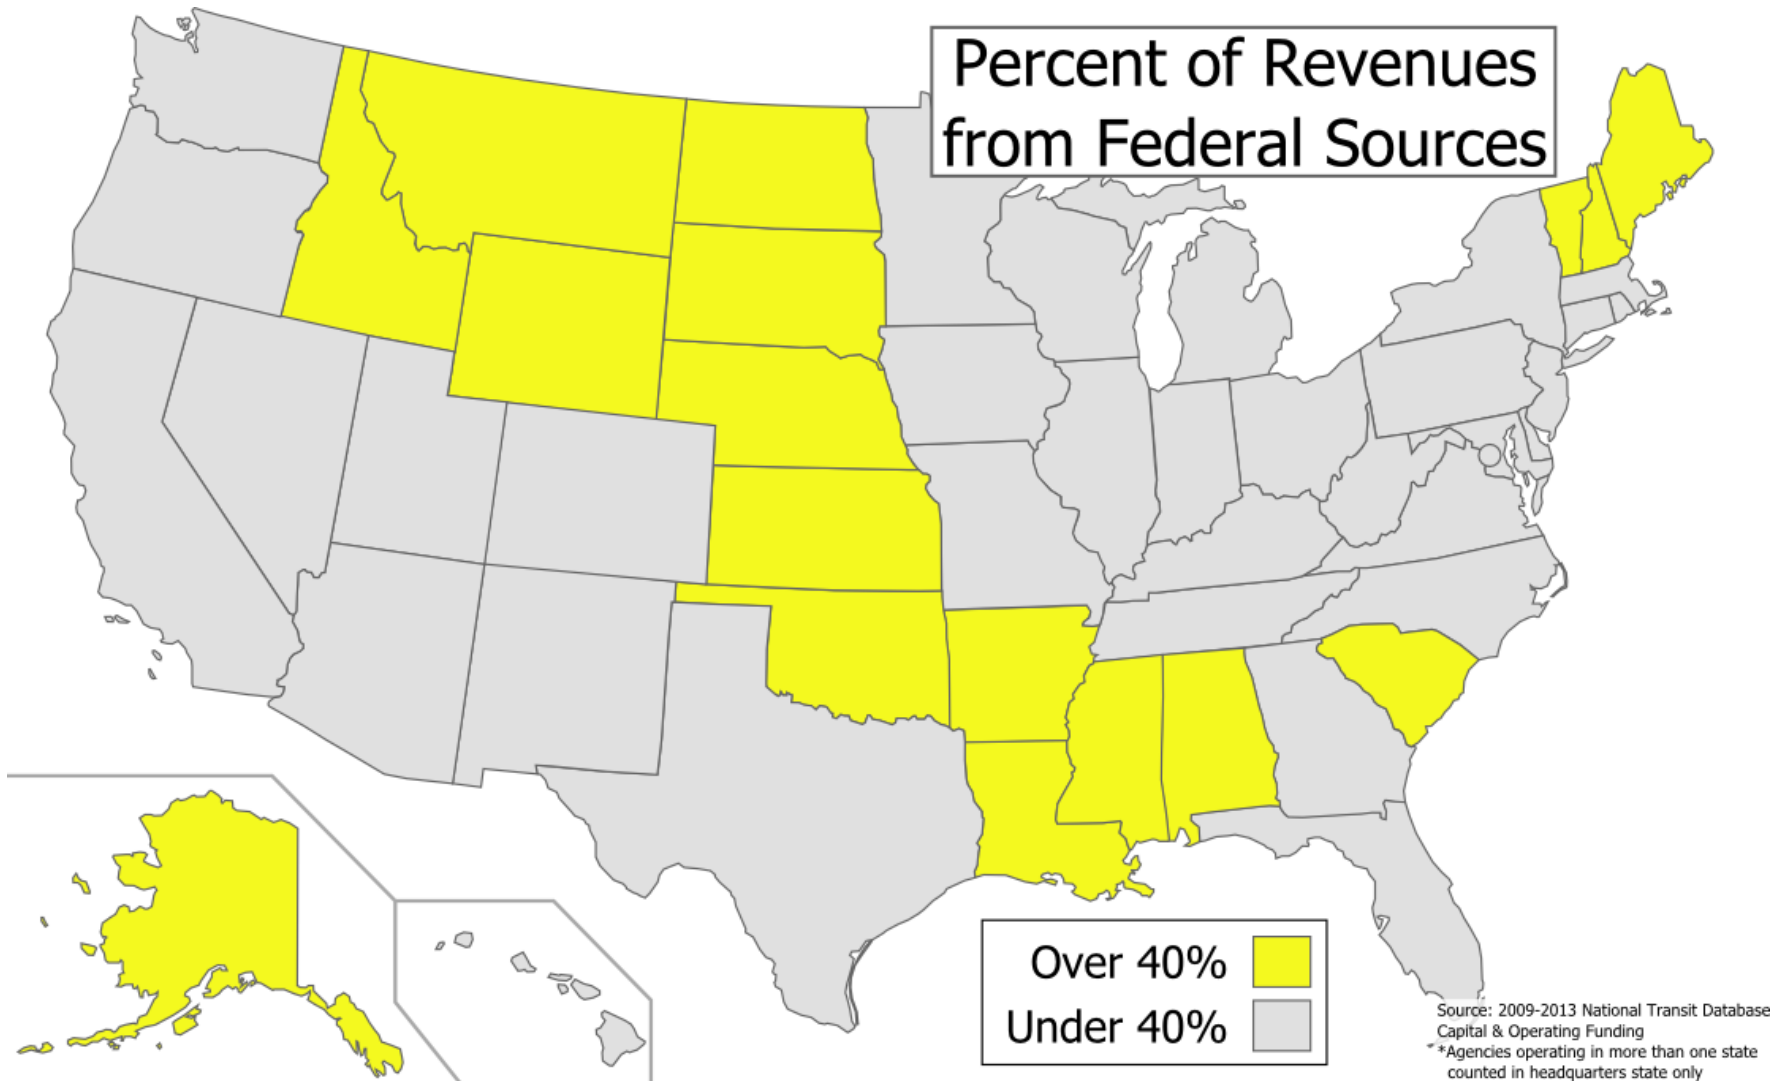 Percent of Revenues
from Federal Sources
Over 40%
Under 40%
Source: 2009-2013 National Transit Database
Capital & Operating Funding
*Agencies operating in more than one state
counted in headquarters state only